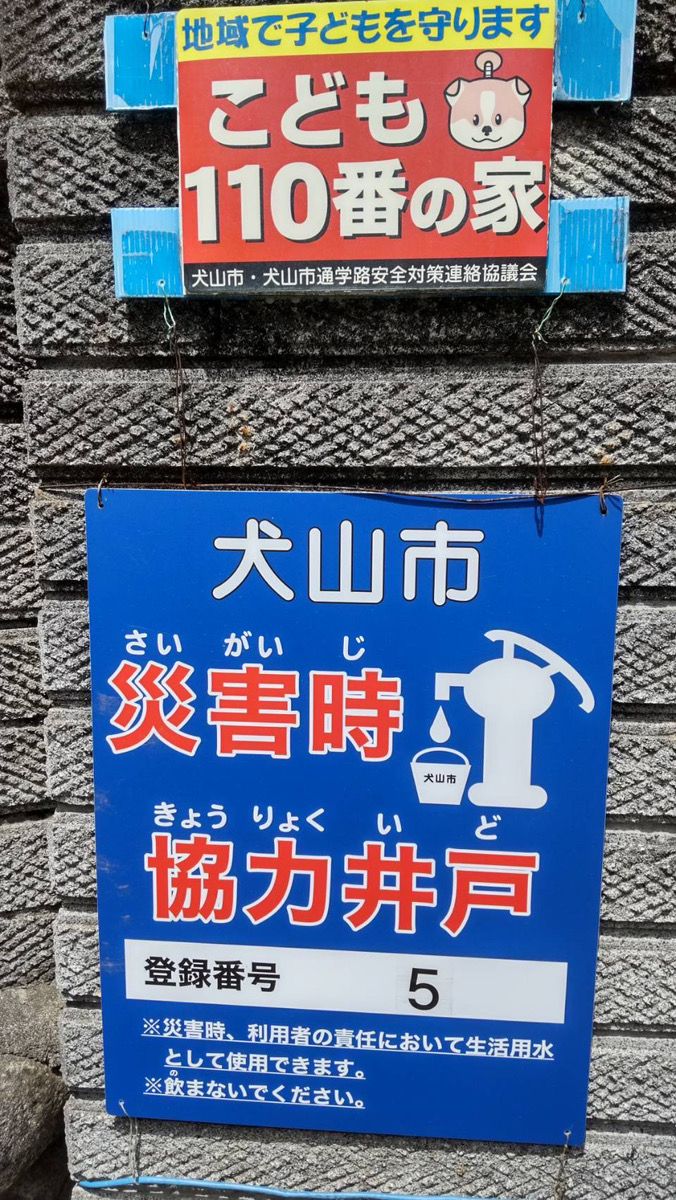 地域で子どもを守ります
こども
110番の家
犬山市・犬山市通学路安全対策連絡協議会
犬山市
さい がい じ
災害時
犬山市
きょう りょく い ど
協力井戸
登録番号 5
※災害時、利用者の責任において生活用水
として使用できます。
の
※飲まないでください。